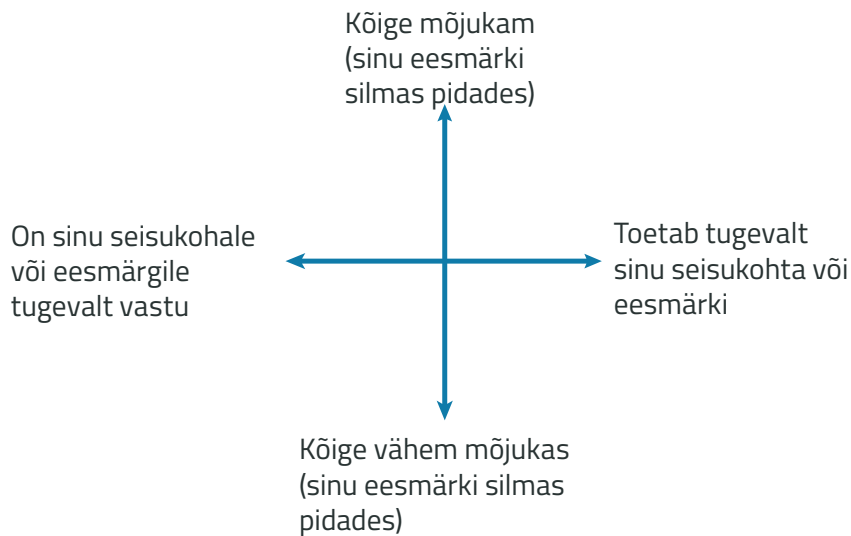 Kõige mõjukam
(sinu eesmärki
silmas pidades)
On sinu seisukohale
või eesmärgile
tugevalt vastu
Toetab tugevalt
sinu seisukohta või
eesmärki
Kõige vähem mõjukas
(sinu eesmärki silmas
pidades)